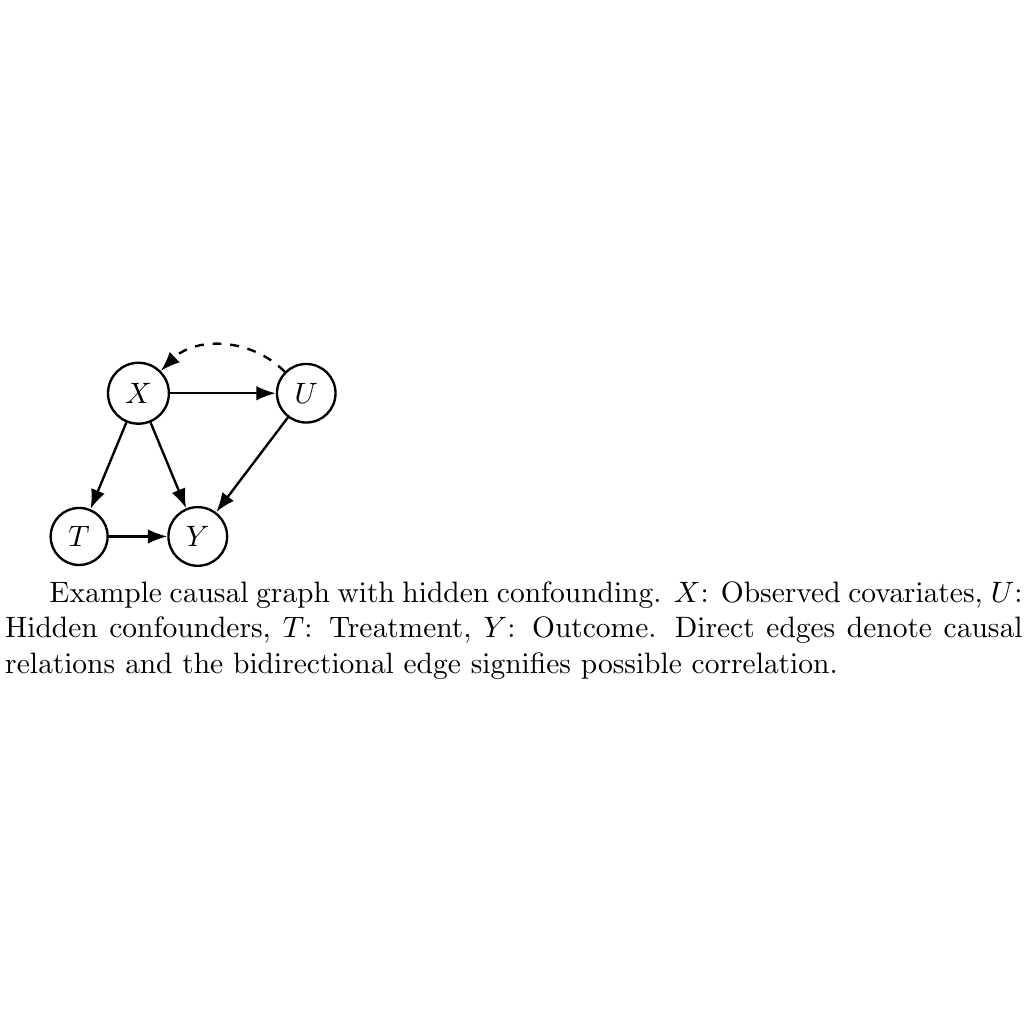 X
U
T
Y
Example causal graph with hidden confounding. X: Observed covariates, U:
Hidden confounders, T: Treatment, Y: Outcome. Direct edges denote causal
relations and the bidirectional edge signifies possible correlation.